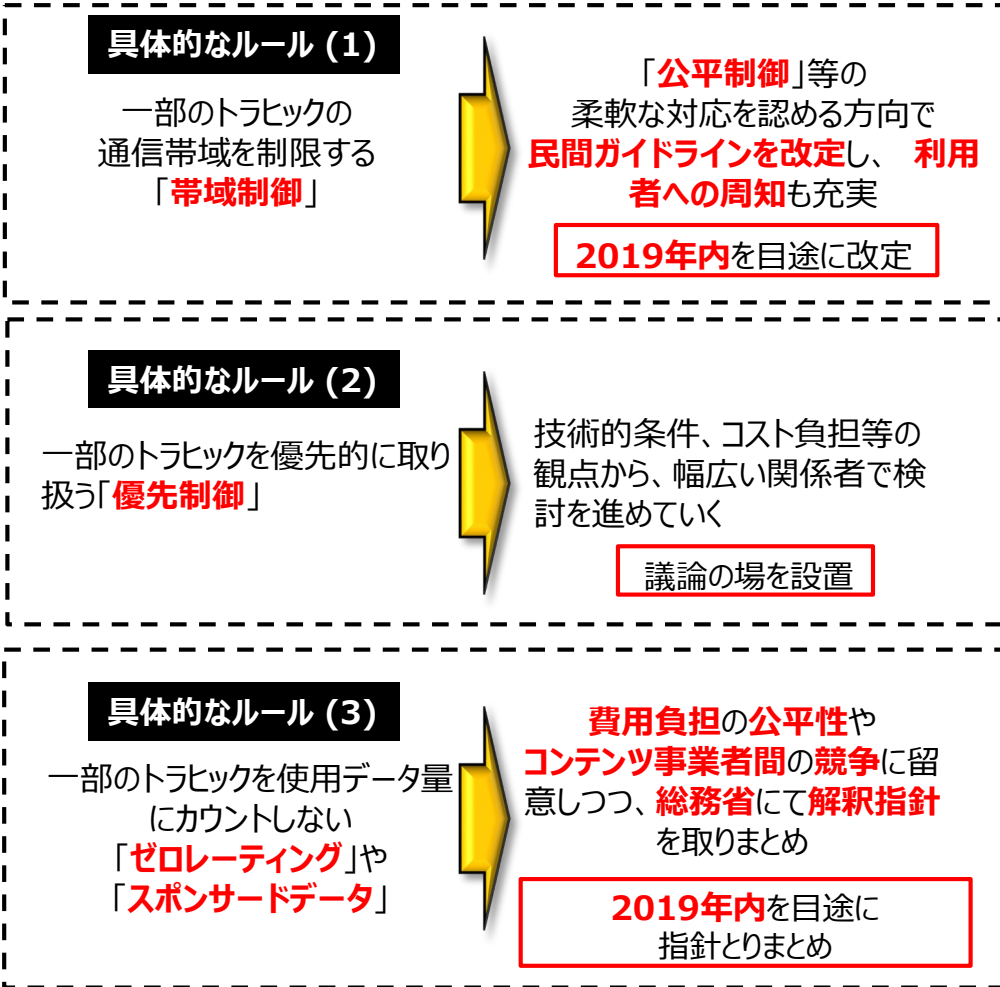 具体的なルール (1)
一部のトラヒックの
通信帯域を制限する
「帯域制御」
「公平制御」等の
柔軟な対応を認める方向で
民間ガイドラインを改定し、 利用
者への周知も充実
2019年内を目途に改定
具体的なルール (2)
一部のトラヒックを優先的に取り
扱う「優先制御」
技術的条件、コスト負担等の
観点から、幅広い関係者で検
討を進めていく
議論の場を設置
具体的なルール (3)
一部のトラヒックを使用データ量
にカウントしない
「ゼロレーティング」や
「スポンサードデータ」
費用負担の公平性や
コンテンツ事業者間の競争に留
意しつつ、総務省にて解釈指針
を取りまとめ
2019年内を目途に
指針とりまとめ